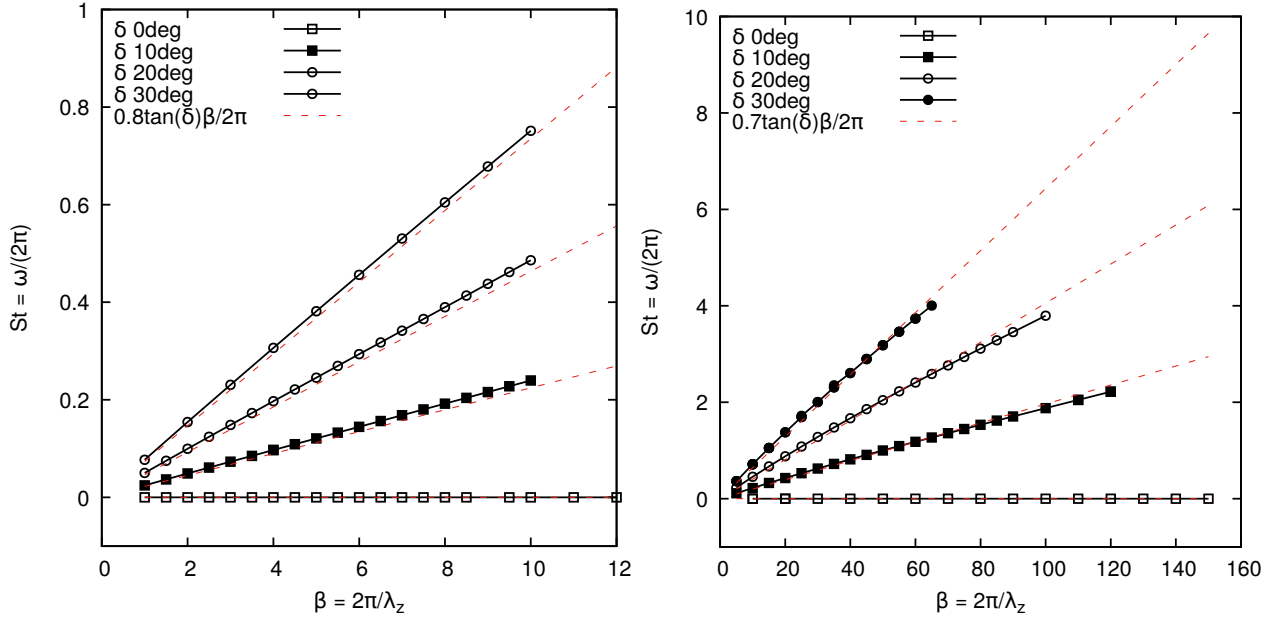 1
0.8
0.6
0.4
0.2
0
0 2 4 6 8 10 12
St = ω/(2π)
β = 2π/λz
δ 0deg
δ 10deg
δ 20deg
δ 30deg
0.8tan(δ)β/2π
10
8
6
4
2
0
0 20 40 60 80 100 120 140 160
St = ω/(2π)
β = 2π/λz
δ 0deg
δ 10deg
δ 20deg
δ 30deg
0.7tan(δ)β/2π